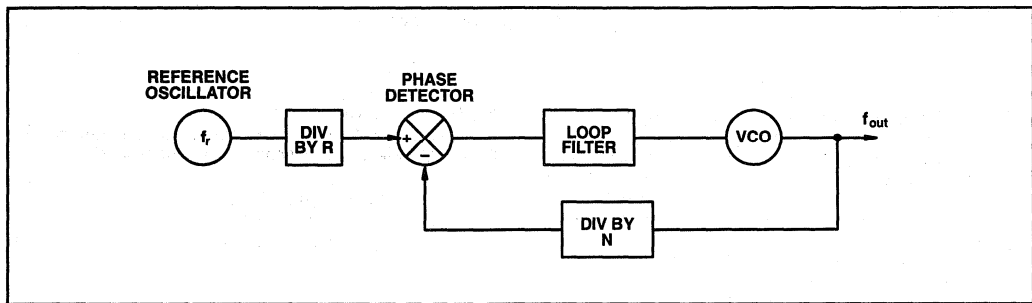 REFERENCE
OSCILLATOR
fr
DIV
BY R
PHASE
DETECTOR
+
–
LOOP
FILTER
VCO
fout
DIV BY
N